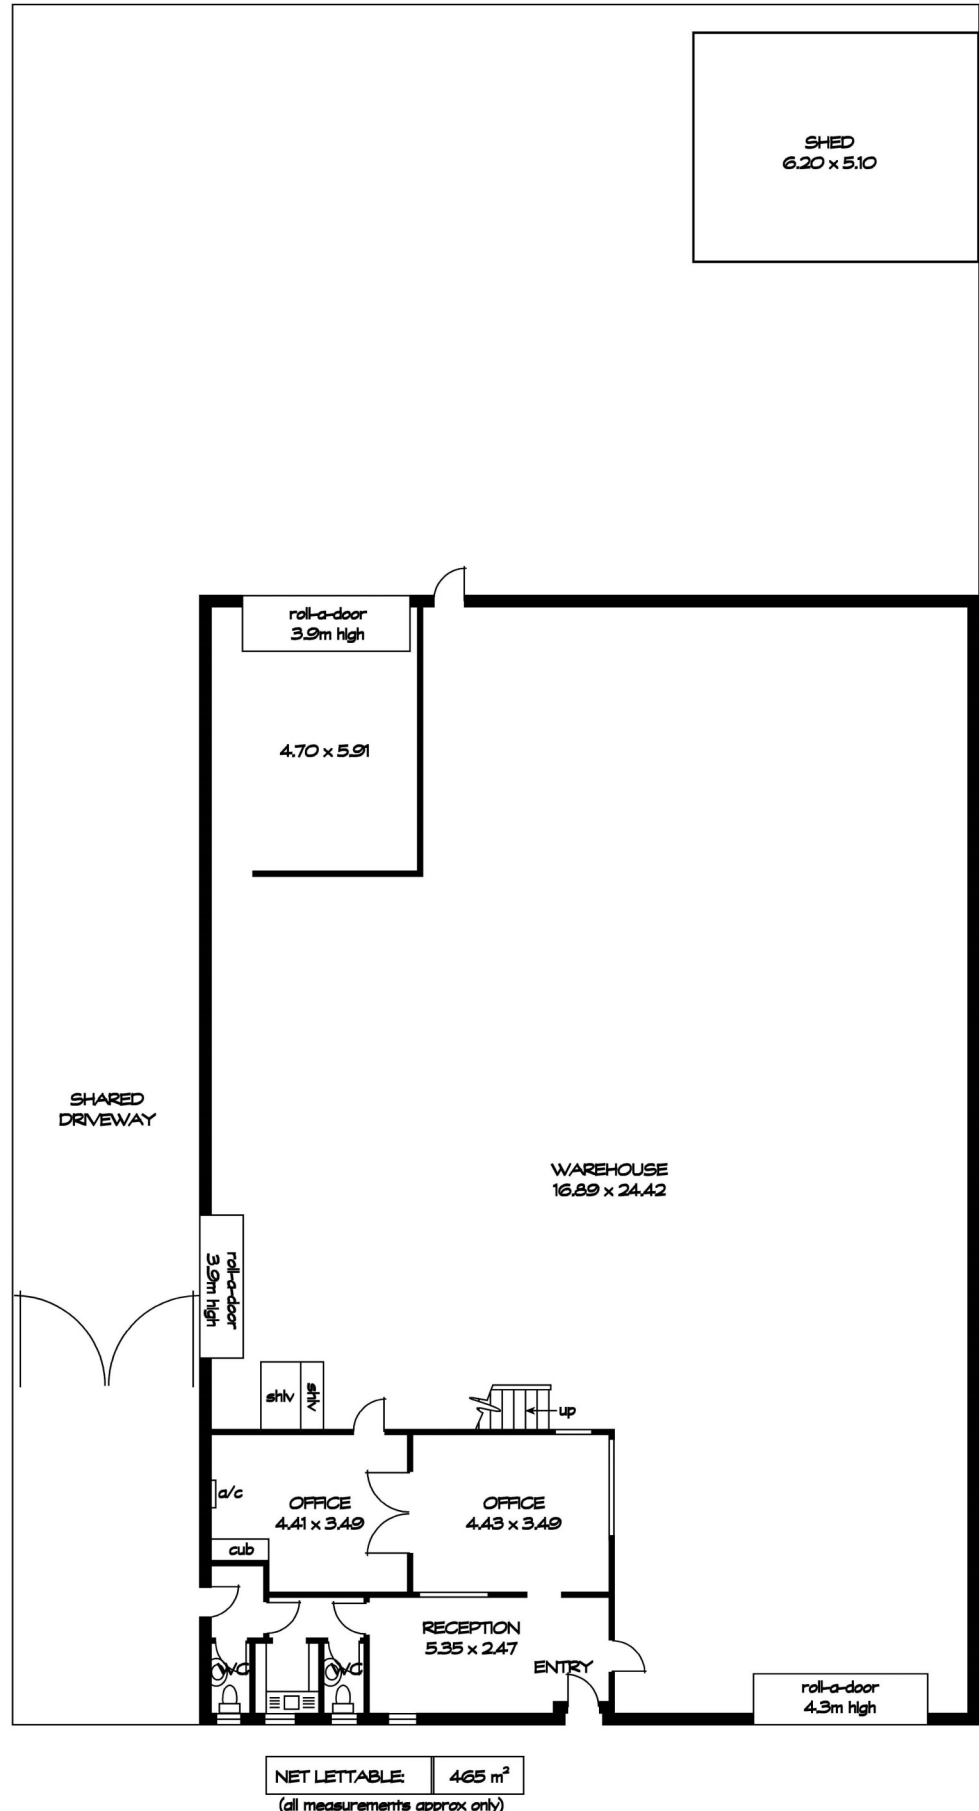 SHED
6.20 x 5.10
roll-a-door
3.9m high
4.70 x 5.91
SHARED
DRIVEWAY
WAREHOUSE
16.89 x 24.42
roll-a-door
3.9m high
shlv
shlv
up
a/c
OFFICE
4.41 x 3.49
OFFICE
4.43 x 3.49
cub
RECEPTION
5.35 x 2.47
WC
WC
ENTRY
roll-a-door
4.3m high
NET LETTABLE: 465 m²
(all measurements approx only)